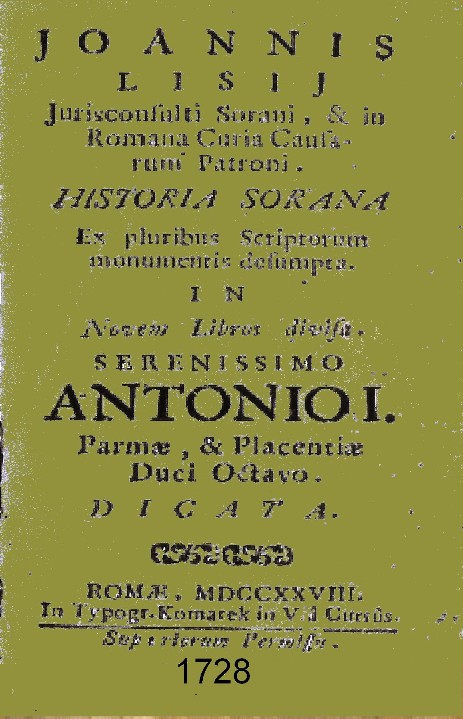 JOANNIS
LISIJ
Jurisconſulti Sorani, & in
Romana Curia Cauſa-
rum Patroni.
HISTORIA SORANA
Ex pluribus Scriptorum
monumentis deſumpta.
IN
Novem Libros diviſa.
SERENISSIMO
ANTONIO I.
Parmæ, & Placentiæ
Duci Octavo.
DICATA.
ROMÆ, MDCCXXVIII.
In Typogr. Komarek in Via Cursûs.
Superiorum Permiſſu.
1728